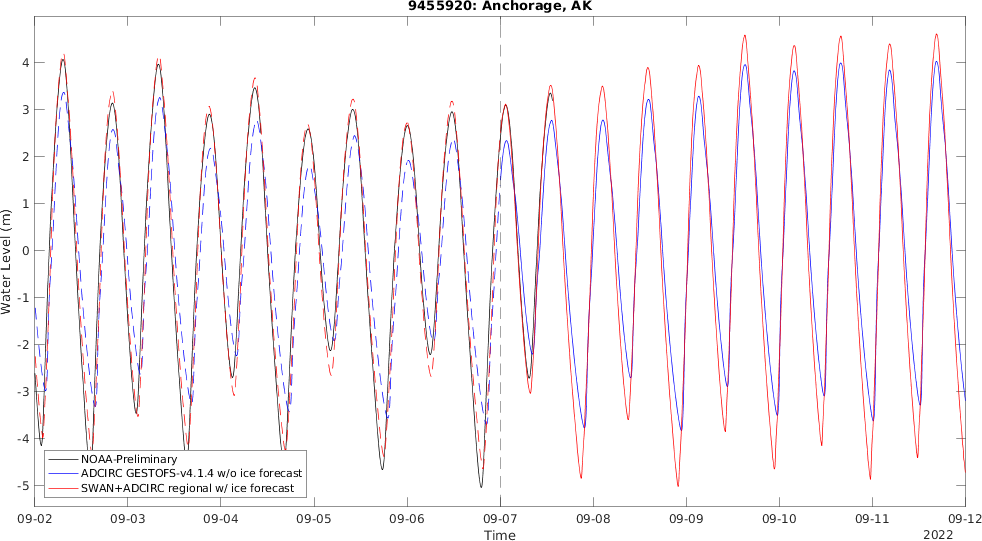 9455920: Anchorage, AK
Water Level (m)
4
3
2
1
0
-1
-2
-3
-4
-5
NOAA-Preliminary
ADCIRC GESTOFS-v4.1.4 w/o ice forecast
SWAN+ADCIRC regional w/ ice forecast
09-02 09-03 09-04 09-05 09-06 09-07 09-08 09-09 09-10 09-11 09-12
Time
2022